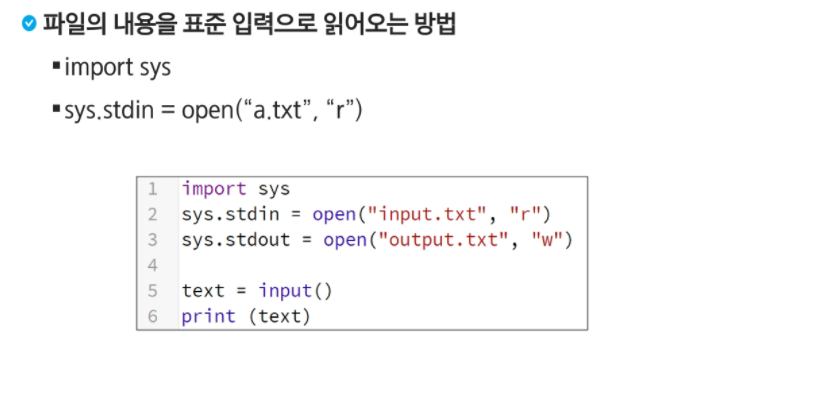 파일의 내용을 표준 입력으로 읽어오는 방법
▪import sys
▪sys.stdin = open(“a.txt”, “r”)
1 import sys
2 sys.stdin = open("input.txt", "r")
3 sys.stdout = open("output.txt", "w")
4
5 text = input()
6 print (text)